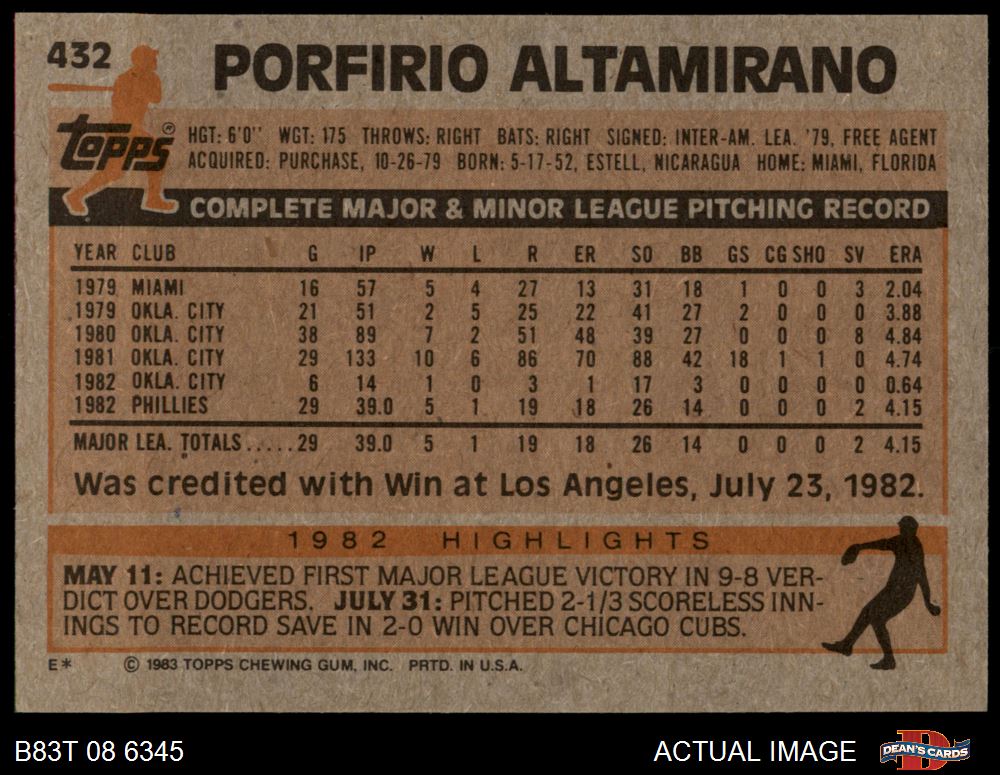 432 PORFIRIO ALTAMIRANO
topps ® HGT: 6'0" WGT: 175 THROWS: RIGHT BATS: RIGHT SIGNED: INTER-AM. LEA. '79, FREE AGENT
ACQUIRED: PURCHASE, 10-26-79 BORN: 5-17-52, ESTELL, NICARAGUA HOME: MIAMI, FLORIDA
COMPLETE MAJOR & MINOR LEAGUE PITCHING RECORD
YEAR CLUB G IP W L R ER SO BB GS CG SHO SV ERA
1979 MIAMI 16 57 5 4 27 13 31 18 1 0 0 3 2.04
1979 OKLA. CITY 21 51 2 5 25 22 41 27 2 0 0 0 3.88
1980 OKLA. CITY 38 89 7 2 51 48 39 27 0 0 0 8 4.84
1981 OKLA. CITY 29 133 10 6 86 70 88 42 18 1 1 0 4.74
1982 OKLA. CITY 6 14 1 0 3 1 17 3 0 0 0 0 0.64
1982 PHILLIES 29 39.0 5 1 19 18 26 14 0 0 0 2 4.15
MAJOR LEA. TOTALS.....29 39.0 5 1 19 18 26 14 0 0 0 2 4.15
Was credited with Win at Los Angeles, July 23, 1982.
1982 HIGHLIGHTS
MAY 11: ACHIEVED FIRST MAJOR LEAGUE VICTORY IN 9-8 VER-
DICT OVER DODGERS. JULY 31: PITCHED 2-1/3 SCORELESS INN-
INGS TO RECORD SAVE IN 2-0 WIN OVER CHICAGO CUBS.
E* © 1983 TOPPS CHEWING GUM, INC. PRTD. IN U.S.A.
B83T 08 6345 ACTUAL IMAGE D DEAN'S CARDS